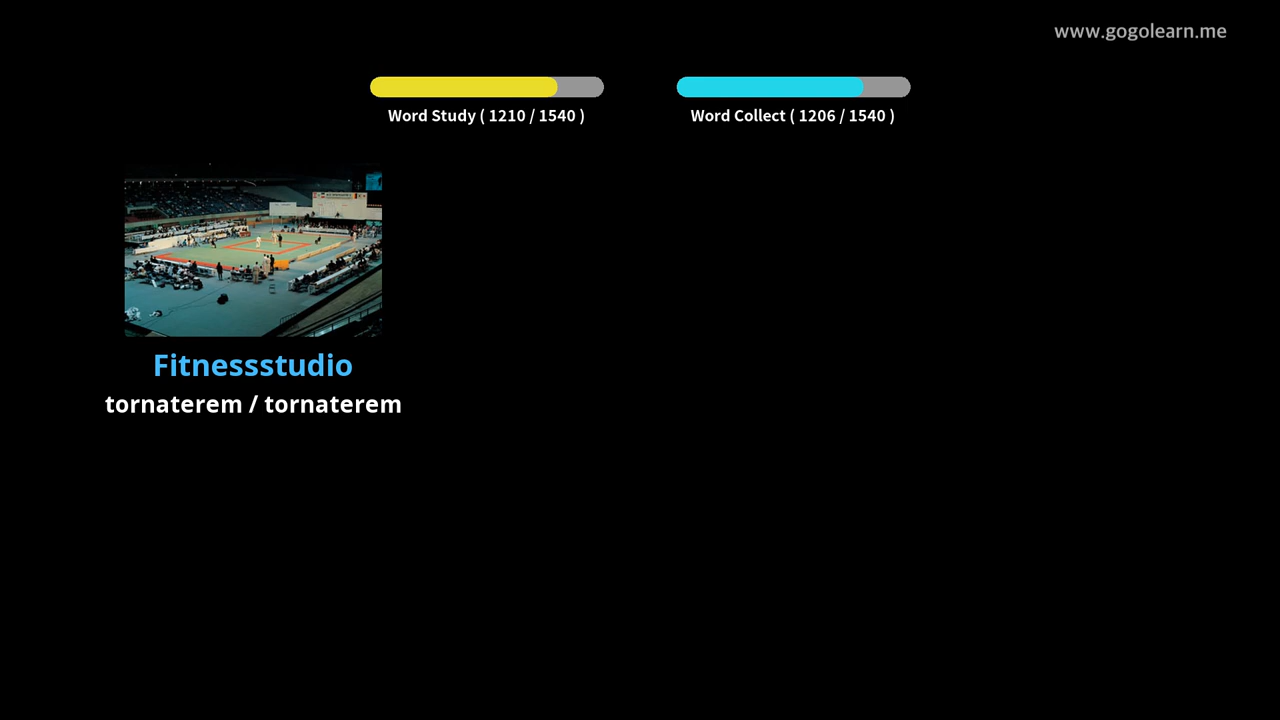 www.gogolearn.me
Word Study ( 1210 / 1540 )
Word Collect ( 1206 / 1540 )
Fitnessstudio
tornaterem / tornaterem